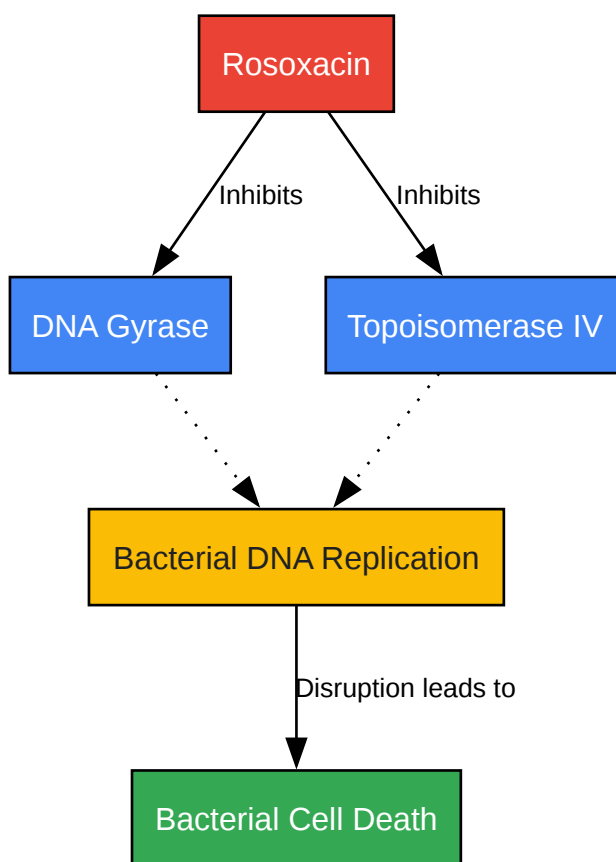 Rosoxacin
Inhibits
Inhibits
DNA Gyrase
Topoisomerase IV
Bacterial DNA Replication
Disruption leads to
Bacterial Cell Death